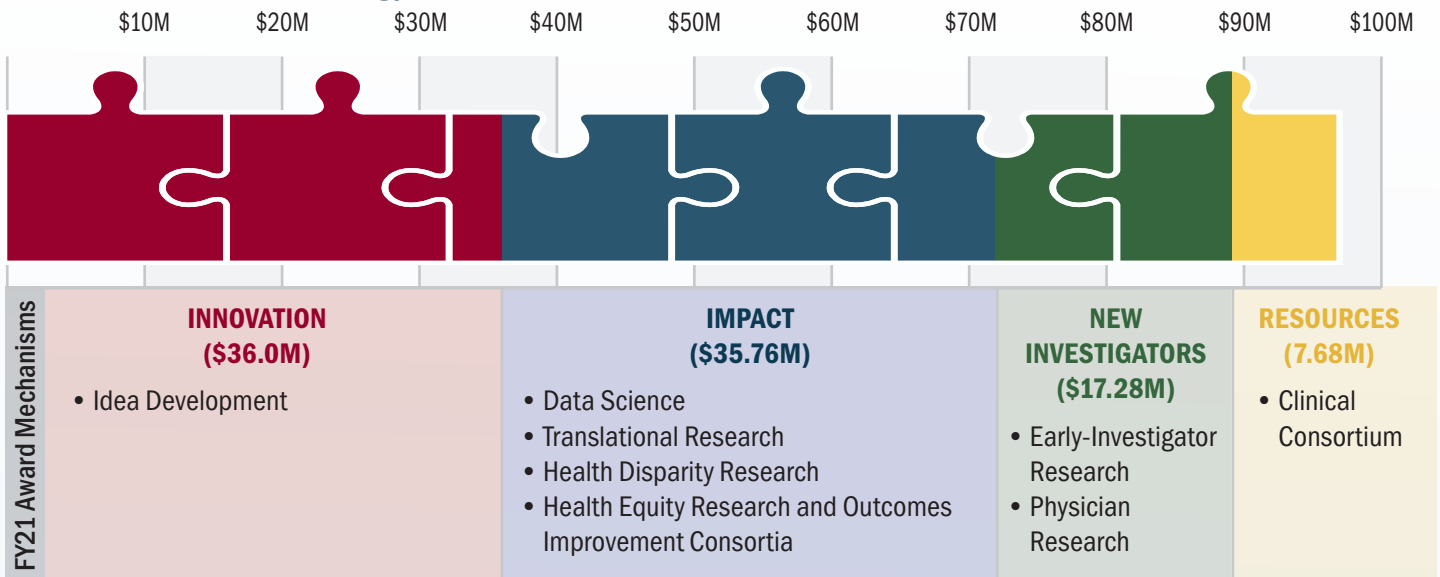 $10M $20M $30M $40M $50M $60M $70M $80M $90M $100M
FY21 Award Mechanisms
INNOVATION
($36.0M)
• Idea Development
IMPACT
($35.76M)
• Data Science
• Translational Research
• Health Disparity Research
• Health Equity Research and Outcomes
Improvement Consortia
NEW
INVESTIGATORS
($17.28M)
• Early-Investigator
Research
• Physician
Research
RESOURCES
(7.68M)
• Clinical
Consortium